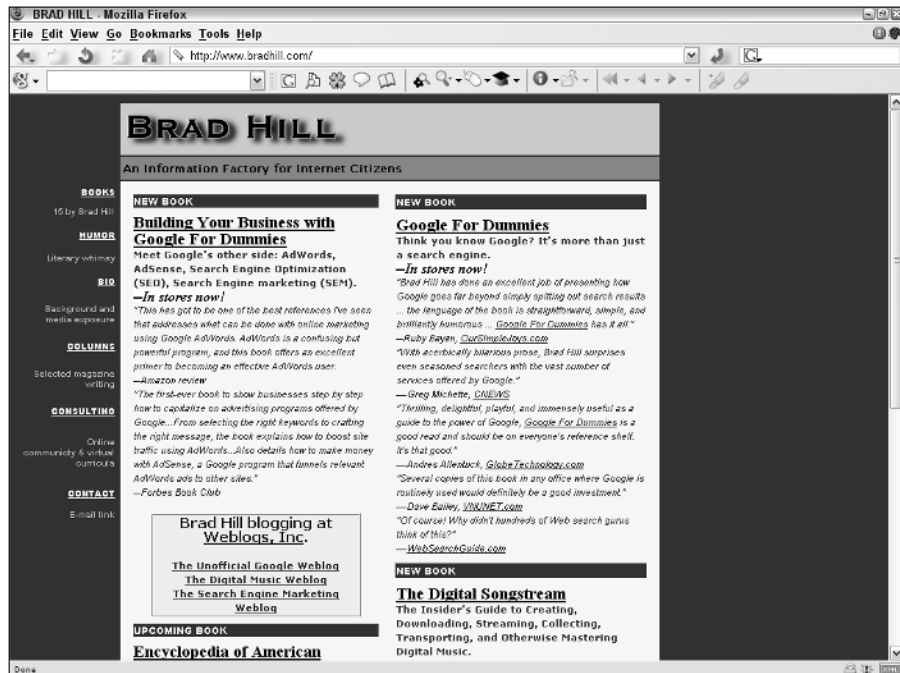 BRAD HILL - Mozilla Firefox
File Edit View Go Bookmarks Tools Help
http://www.bradhill.com/
BRAD HILL
An Information Factory for Internet Citizens
BOOKS
15 by Brad Hill
HUMOR
Literary whimsy
BIO
Background and
media exposure
COLUMNS
Selected magazine
writing
CONSULTING
Online
communicty & virtual
curricula
CONTACT
E-mail link
NEW BOOK
Building Your Business with
Google For Dummies
Meet Google's other side: AdWords,
AdSense, Search Engine Optimization
(SEO), Search Engine marketing (SEM).
—In stores now!
"This has got to be one of the best references I've seen
that addresses what can be done with online marketing
using Google AdWords. AdWords is a confusing but
powerful program, and this book offers an excellent
primer to becoming an effective AdWords user.
—Amazon review
"The first-ever book to show businesses step by step
how to capitalize on advertising programs offered by
Google...From selecting the right keywords to crafting
the right message, the book explains how to boost site
traffic using AdWords...Also details how to make money
with AdSense, a Google program that funnels relevant
AdWords ads to other sites."
—Forbes Book Club
Brad Hill blogging at
Weblogs, Inc.
The Unofficial Google Weblog
The Digital Music Weblog
The Search Engine Marketing
Weblog
UPCOMING BOOK
Encyclopedia of American
NEW BOOK
Google For Dummies
Think you know Google? It's more than just
a search engine.
—In stores now!
"Brad Hill has done an excellent job of presenting how
Google goes far beyond simply spitting out search results
... the language of the book is straightforward, simple, and
brilliantly humorous ... Google For Dummies has it all."
—Ruby Bayan, OurSimpleJoys.com
"With acerbically hilarious prose, Brad Hill surprises
even seasoned searchers with the vast number of
services offered by Google."
—Greg Michette, CNEWS
"Thrilling, delightful, playful, and immensely useful as a
guide to the power of Google, Google For Dummies is a
good read and should be on everyone's reference shelf.
It's that good."
—Andres Allentuck, GlobeTechnology.com
"Several copies of this book in any office where Google is
routinely used would definitely be a good investment."
—Dave Bailey, VNUNET.com
"Of course! Why didn't hundreds of Web search gurus
think of this?"
—WebSearchGuide.com
NEW BOOK
The Digital Songstream
The Insider's Guide to Creating,
Downloading, Streaming, Collecting,
Transporting, and Otherwise Mastering
Digital Music.
Done